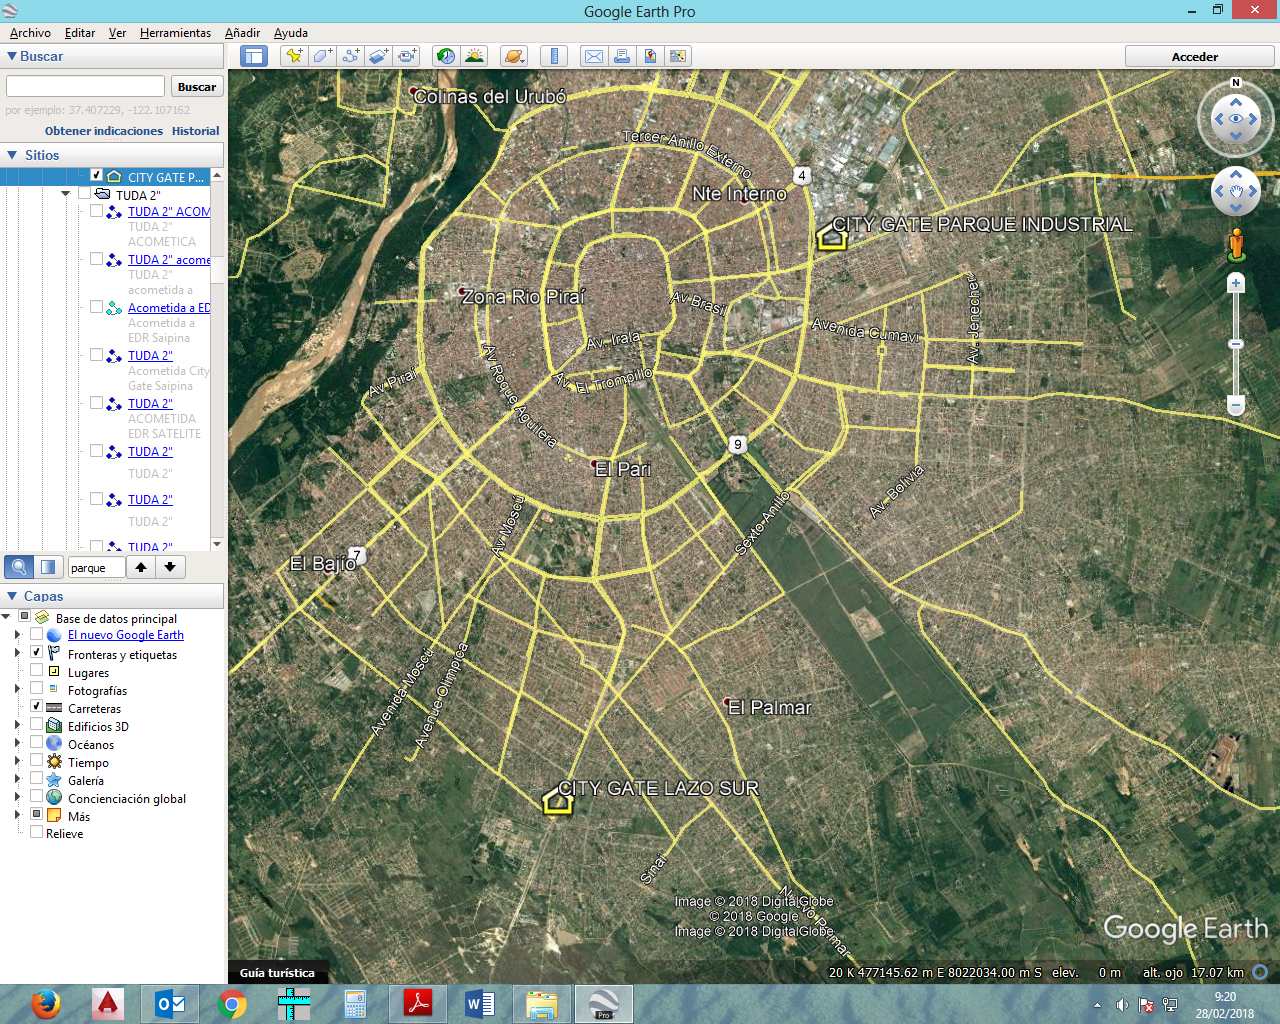 Google Earth Pro
Archivo Editar Ver Herramientas Añadir Ayuda
Buscar
Buscar
por ejemplo: 37.407229, -122.107162
Obtener indicaciones Historial
Sitios
CITY GATE P...
TUDA 2"
TUDA 2" ACOM
TUDA 2"
ACOMETICA
TUDA 2" acome
TUDA 2"
acometida a
Acometida a ED
Acometida a
EDR Saipina
TUDA 2"
Acometida City
Gate Saipina
TUDA 2"
ACOMETIDA
EDR SATELITE
TUDA 2"
TUDA 2"
TUDA 2"
TUDA 2"
TUDA 2"
parque
Capas
Base de datos principal
El nuevo Google Earth
Fronteras y etiquetas
Lugares
Fotografías
Carreteras
Edificios 3D
Océanos
Tiempo
Galería
Concienciación global
Más
Relieve
Acceder
N
Colinas del Urubó
Tercer Anillo Externo
4
Nte Interno
CITY GATE PARQUE INDUSTRIAL
Zona Rio Piraí
Av Brasil
Avenida Cumavi
Av. Jenecher
Av. Irala
Av Piraí
Av Roque Aguilera
Av. El Trompillo
9
El Pari
Av. Bolivia
Av Moscú
Sexto Anillo
El Bajío
7
Avenida Moscú
Avenue Olimpica
El Palmar
CITY GATE LAZO SUR
Sinai
Nuevo Palmar
Image © 2018 DigitalGlobe
© 2018 Google
Image © 2018 DigitalGlobe
Google Earth
Guía turística
20 K 477145.62 m E 8022034.00 m S elev. 0 m alt. ojo 17.07 km
Pro
9:20
28/02/2018